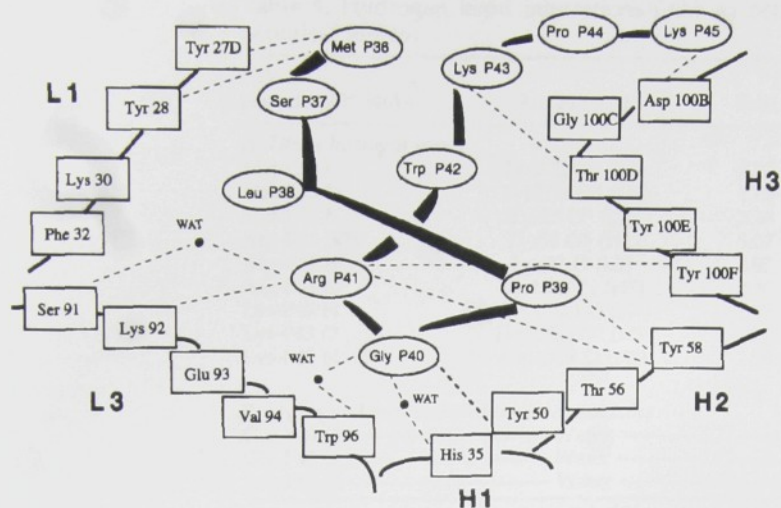 Tyr 27D
Met P36
Pro P44
Lys P45
Lys P43
L1
Tyr 28
Ser P37
Asp 100B
Gly 100C
Lys 30
Leu P38
Trp P42
Thr 100D
H3
Phe 32
WAT
Tyr 100E
Arg P41
Pro P39
Tyr 100F
Ser 91
Lys 92
WAT
Gly P40
Tyr 58
Glu 93
L3
WAT
Thr 56
H2
Val 94
Tyr 50
Trp 96
His 35
H1